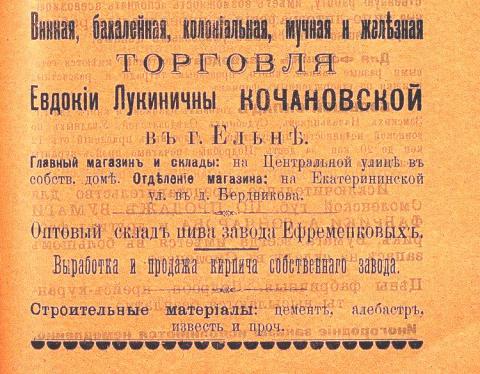 Винная, бакалейная, колоніальная, мучная и желѣзная
ТОРГОВЛЯ
Евдокіи Лукиничны КОЧАНОВСКОЙ
въ г. Ельнѣ.
Главный магазин и склады: на Центральной улицѣ въ
собств. домѣ. Отдѣленіе магазина: на Екатерининской
ул. въ д. Бердникова.
Оптовый складъ пива завода Ефременковыхъ.
Выработка и продажа кирпича собственнаго завода.
Строительные матеріалы: цементъ, алебастръ,
известь и проч.